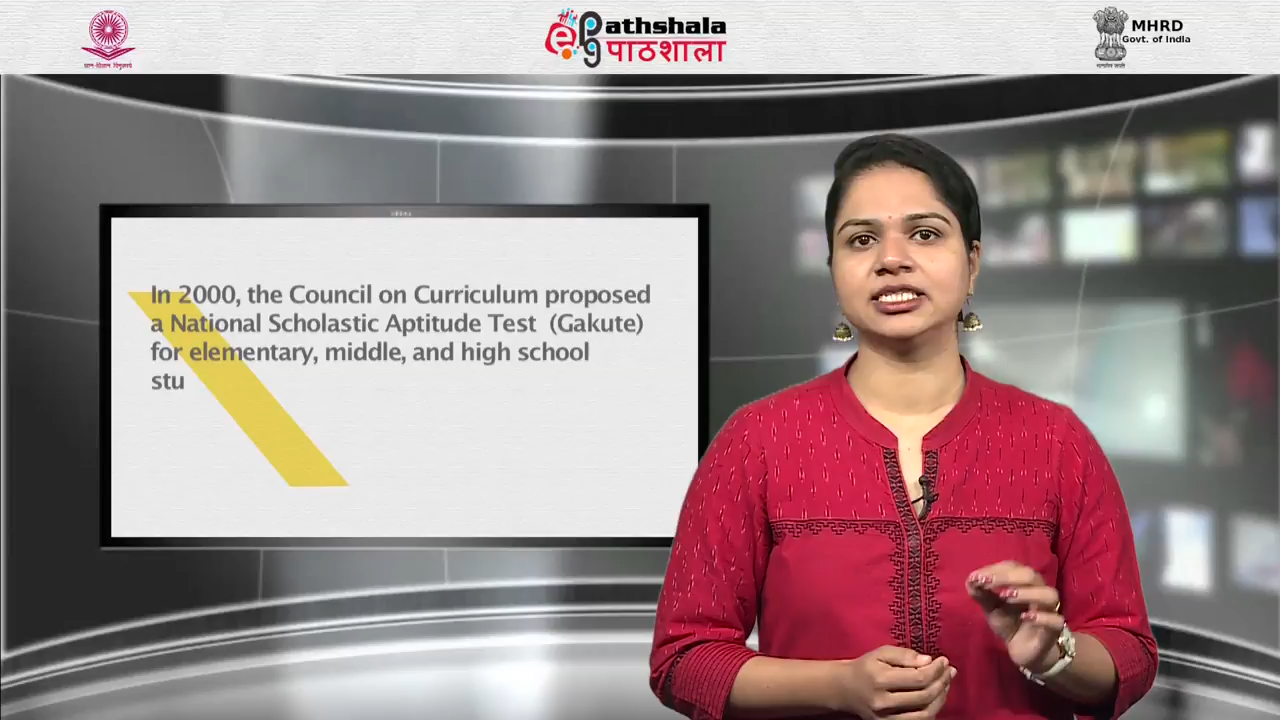 ePathshala
पाठशाला
MHRD
Govt. of India
In 2000, the Council on Curriculum proposed
a National Scholastic Aptitude Test (Gakute)
for elementary, middle, and high school
stu